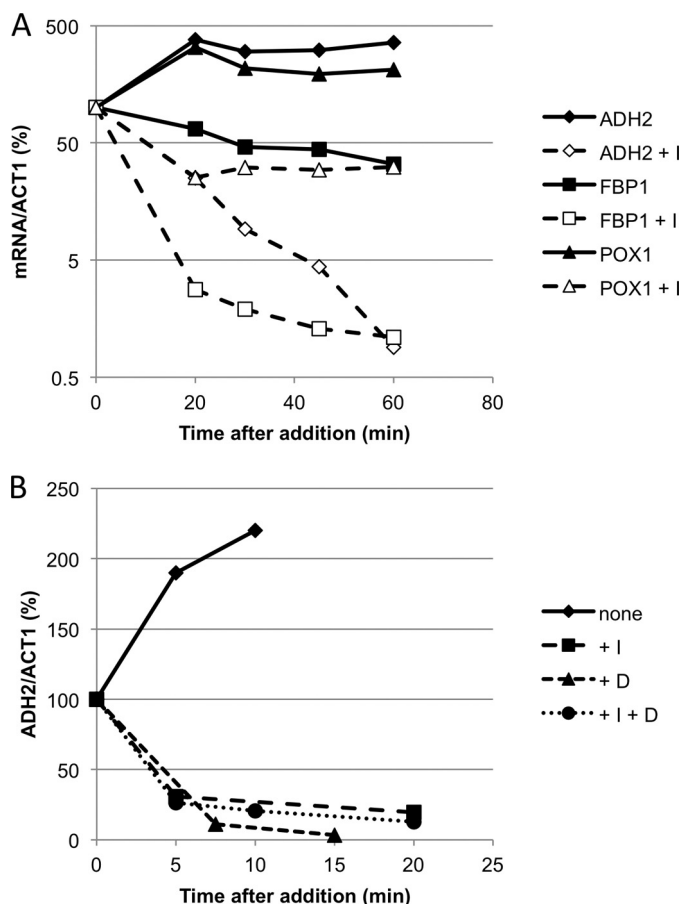 A
mRNA/ACT1 (%)
500
50
5
0.5
0 20 40 60 80
Time after addition (min)
ADH2
ADH2 + I
FBP1
FBP1 + I
POX1
POX1 + I
B
ADH2/ACT1 (%)
250
200
150
100
50
0
0 5 10 15 20 25
Time after addition (min)
none
+ I
+ D
+ I + D